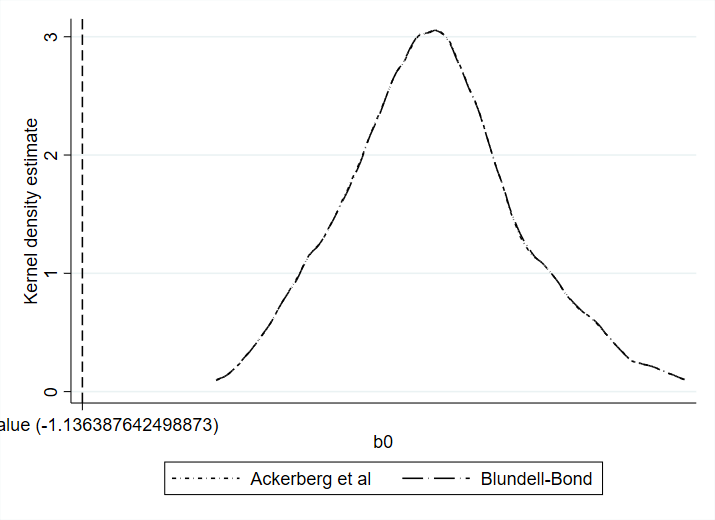 Kernel density estimate
3
2
1
0
alue (-1.136387642498873)
b0
Ackerberg et al Blundell-Bond